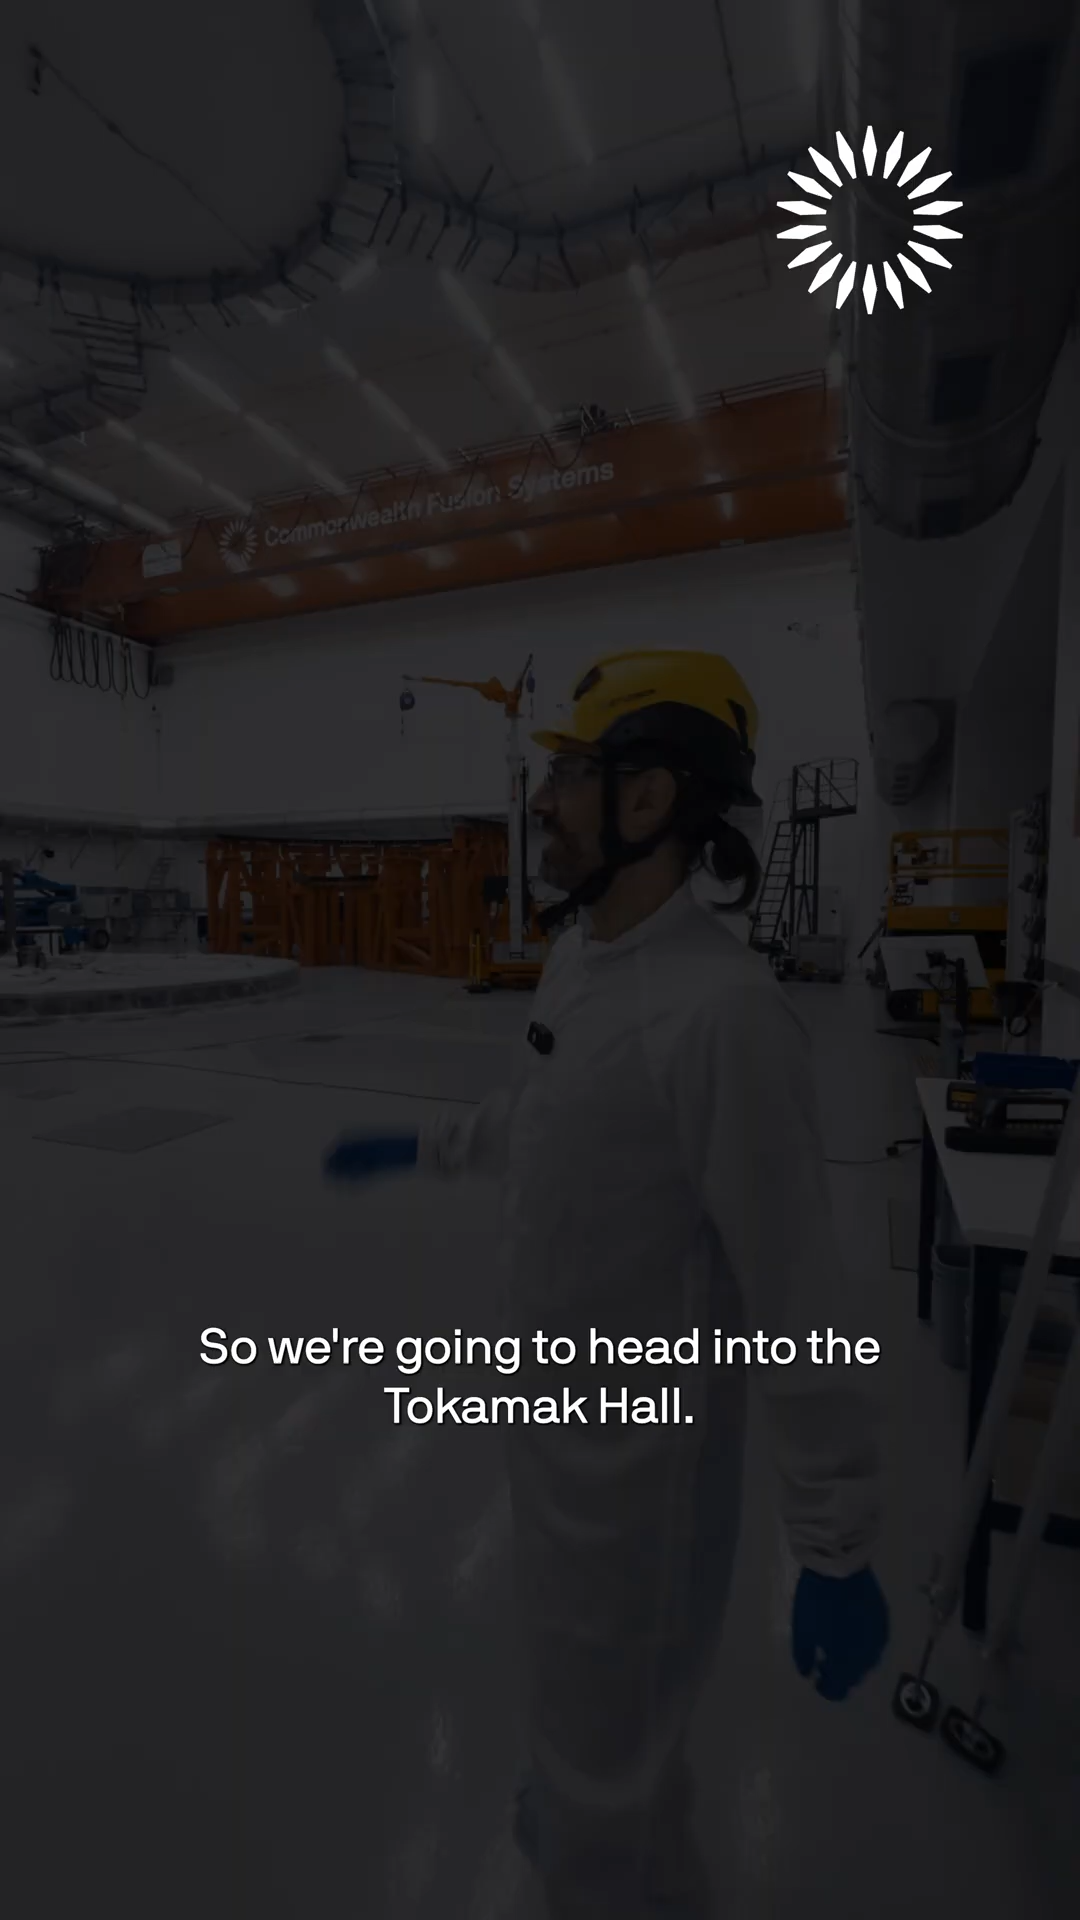 Commonwealth Fusion Systems
So we're going to head into the
Tokamak Hall.